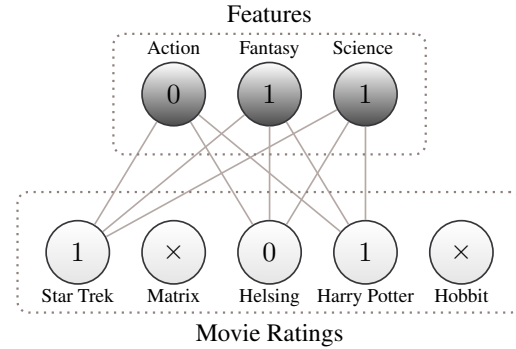 Features
Action Fantasy Science
0 1 1
1 × 0 1 ×
Star Trek Matrix Helsing Harry Potter Hobbit
Movie Ratings